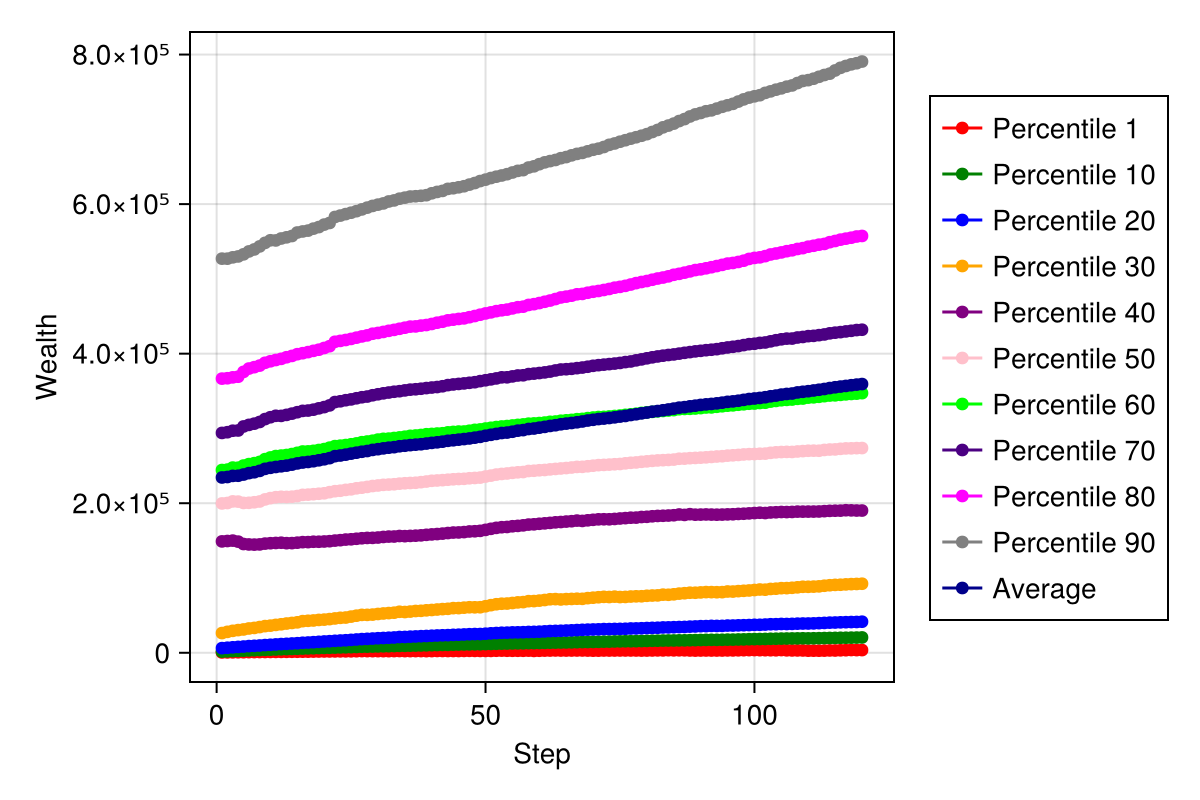 8.0×10⁵
6.0×10⁵
4.0×10⁵
2.0×10⁵
0
Wealth
0 50 100
Step
Percentile 1
Percentile 10
Percentile 20
Percentile 30
Percentile 40
Percentile 50
Percentile 60
Percentile 70
Percentile 80
Percentile 90
Average